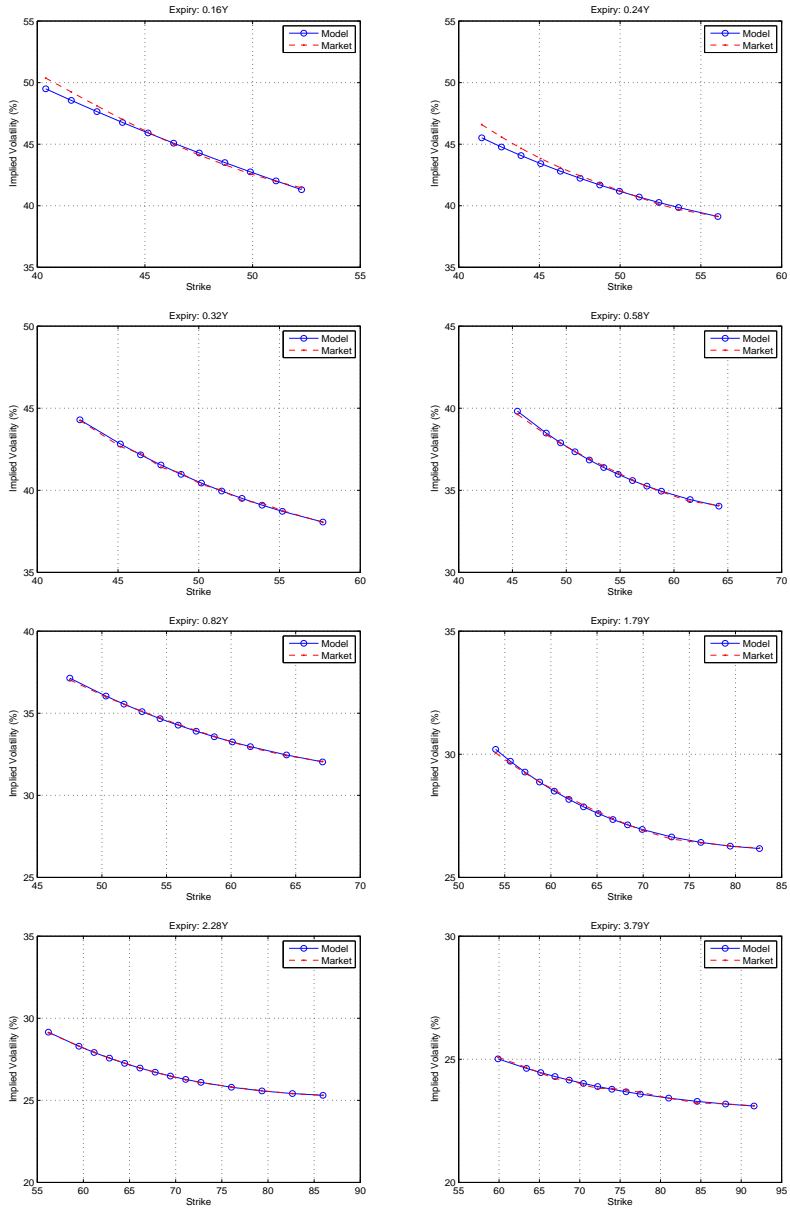 Expiry: 0.16Y
55
50
45
40
35
Implied Volatility (%)
40 45 50 55
Strike
Model
Market
Expiry: 0.24Y
55
50
45
40
35
Implied Volatility (%)
40 45 50 55 60
Strike
Model
Market
Expiry: 0.32Y
50
45
40
35
Implied Volatility (%)
40 45 50 55 60
Strike
Model
Market
Expiry: 0.58Y
45
40
35
30
Implied Volatility (%)
40 45 50 55 60 65 70
Strike
Model
Market
Expiry: 0.82Y
40
35
30
25
Implied Volatility (%)
45 50 55 60 65 70
Strike
Model
Market
Expiry: 1.79Y
35
30
25
Implied Volatility (%)
50 55 60 65 70 75 80 85
Strike
Model
Market
Expiry: 2.28Y
35
30
25
20
Implied Volatility (%)
55 60 65 70 75 80 85 90
Strike
Model
Market
Expiry: 3.79Y
30
25
20
Implied Volatility (%)
55 60 65 70 75 80 85 90 95
Strike
Model
Market